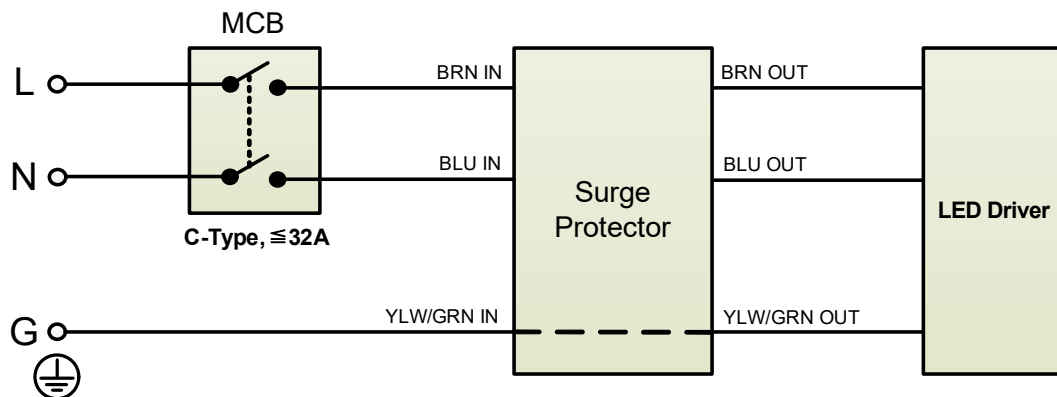 MCB
L
BRN IN
BRN OUT
N
BLU IN
BLU OUT
Surge
Protector
LED Driver
C-Type, ≦32A
G
YLW/GRN IN
YLW/GRN OUT